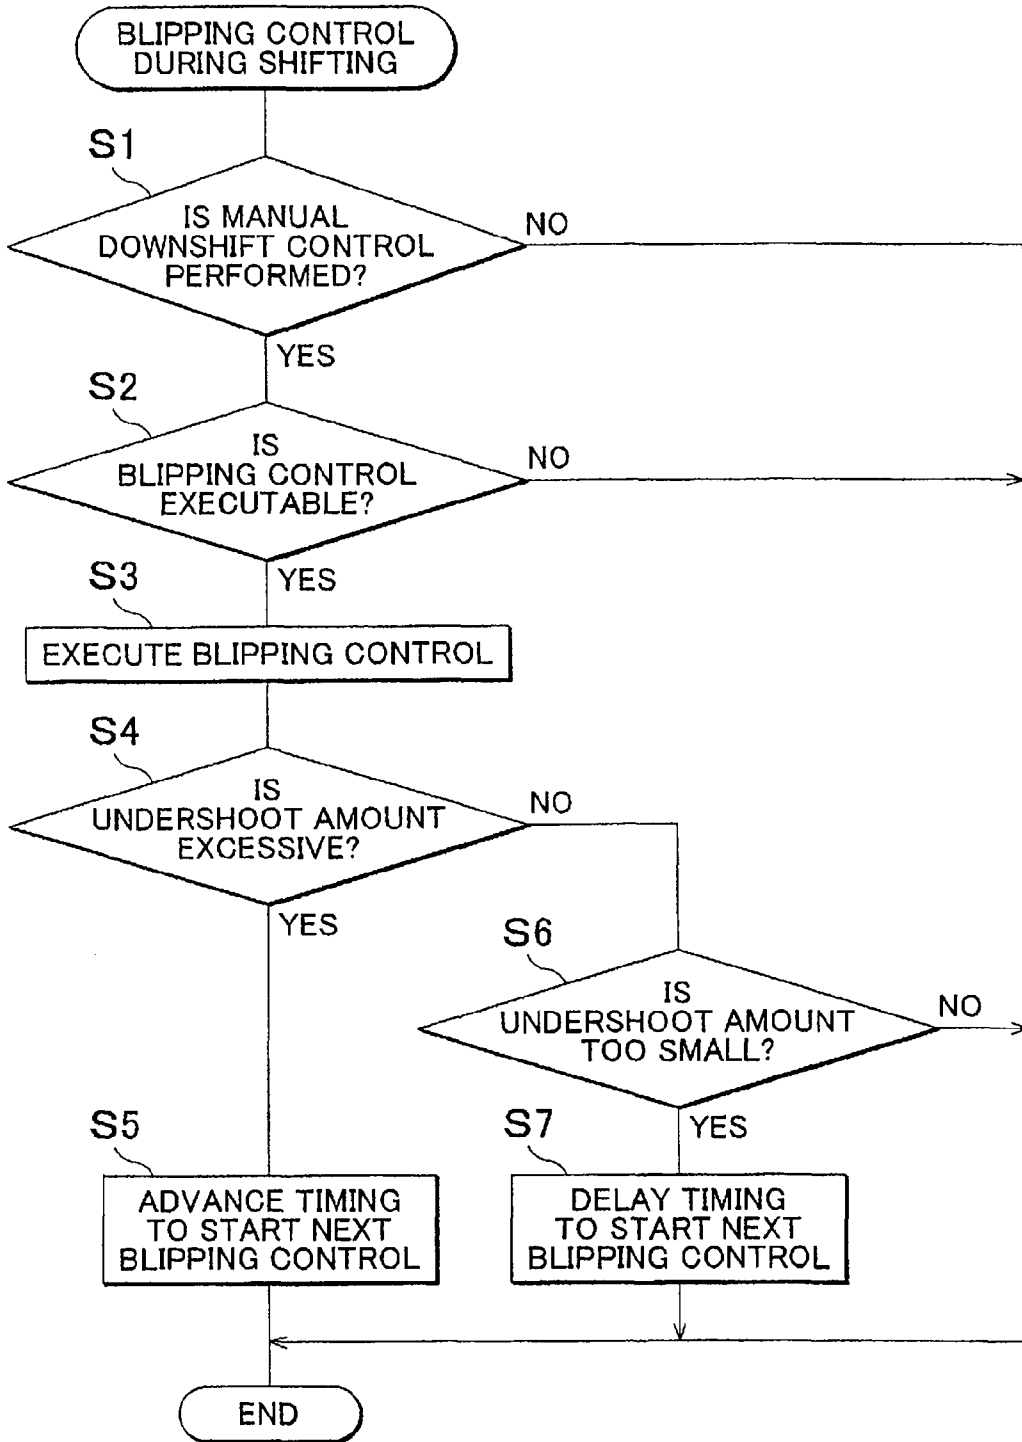 BLIPPING CONTROL
DURING SHIFTING
S1
IS MANUAL
DOWNSHIFT CONTROL
PERFORMED?
NO
YES
S2
IS
BLIPPING CONTROL
EXECUTABLE?
NO
YES
S3
EXECUTE BLIPPING CONTROL
S4
IS
UNDERSHOOT AMOUNT
EXCESSIVE?
NO
YES
S6
IS
UNDERSHOOT AMOUNT
TOO SMALL?
NO
YES
S5
ADVANCE TIMING
TO START NEXT
BLIPPING CONTROL
S7
DELAY TIMING
TO START NEXT
BLIPPING CONTROL
END